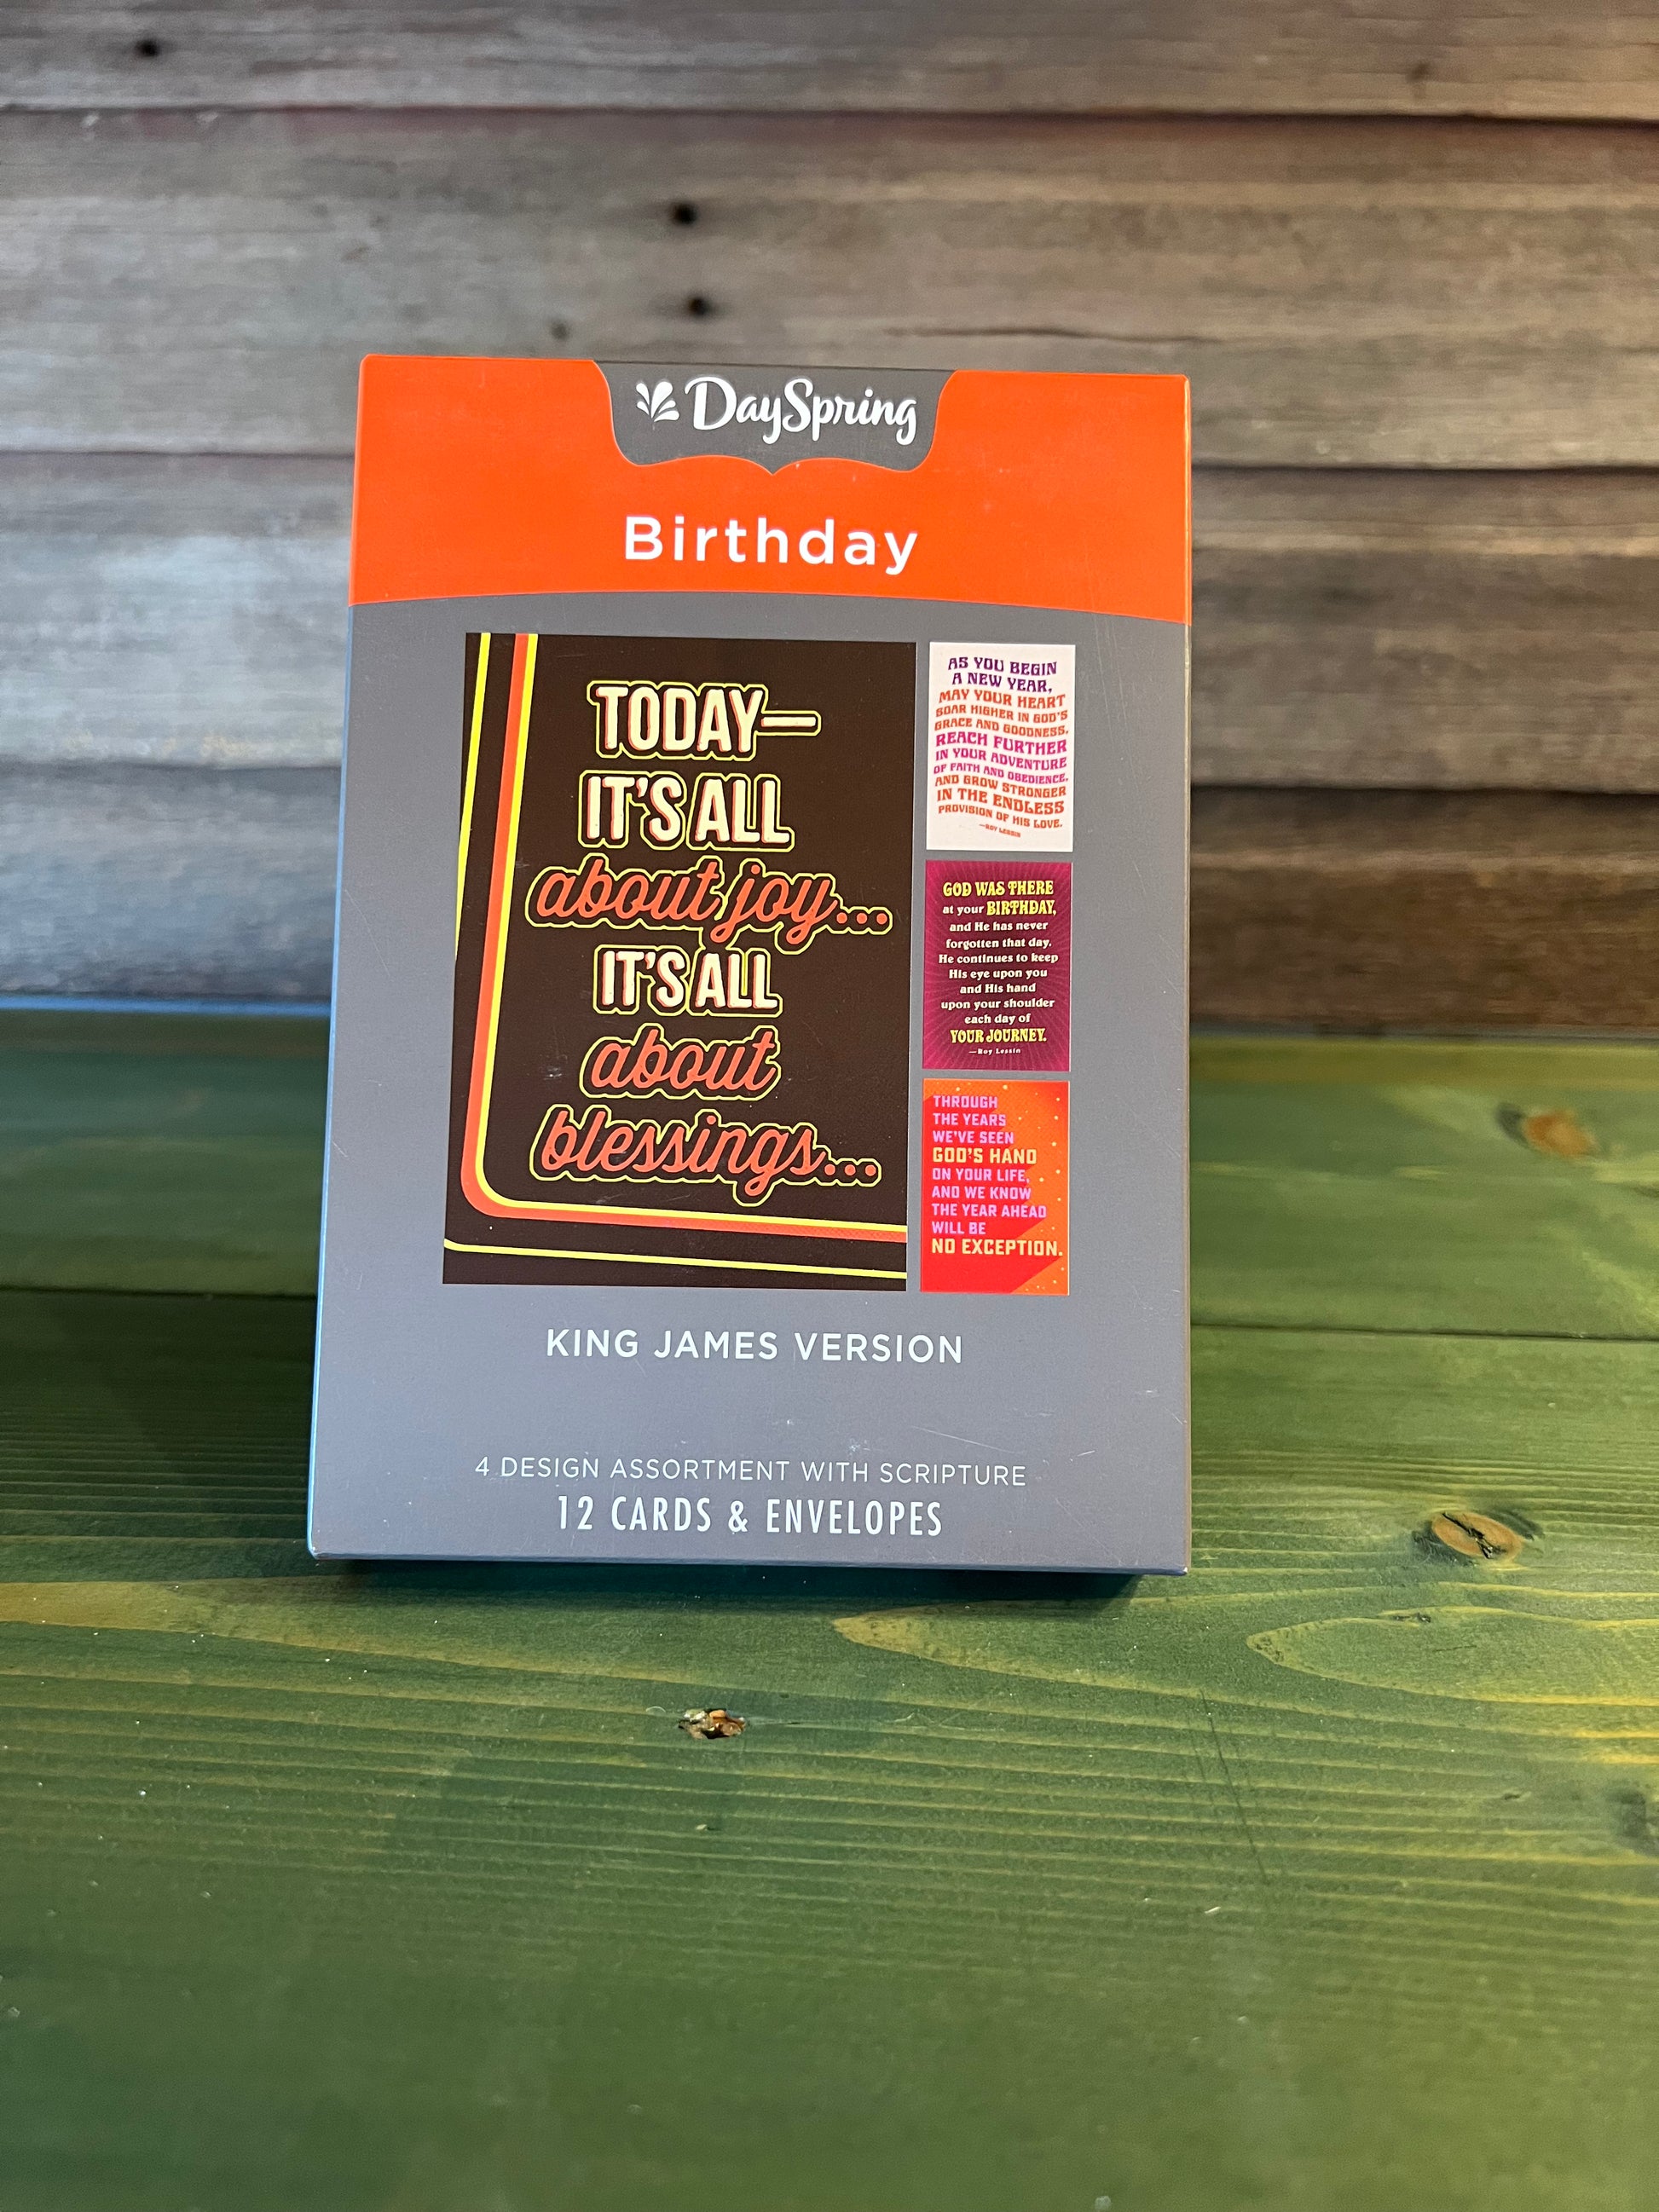 DaySpring
Birthday
TODAY—
IT'S ALL
about joy...
IT'S ALL
about
blessings...
AS YOU BEGIN
A NEW YEAR,
MAY YOUR HEART
SOAR HIGHER IN GOD'S
GRACE AND GOODNESS,
REACH FURTHER
IN YOUR ADVENTURE
OF FAITH AND OBEDIENCE,
AND GROW STRONGER
IN THE ENDLESS
PROVISION OF HIS LOVE.
—ROY LESSIN
GOD WAS THERE
at your BIRTHDAY,
and He has never
forgotten that day.
He continues to keep
His eye upon you
and His hand
upon your shoulder
each day of
YOUR JOURNEY.
—Roy Lessin
THROUGH
THE YEARS
WE'VE SEEN
GOD'S HAND
ON YOUR LIFE,
AND WE KNOW
THE YEAR AHEAD
WILL BE
NO EXCEPTION.
KING JAMES VERSION
4 DESIGN ASSORTMENT WITH SCRIPTURE
12 CARDS & ENVELOPES